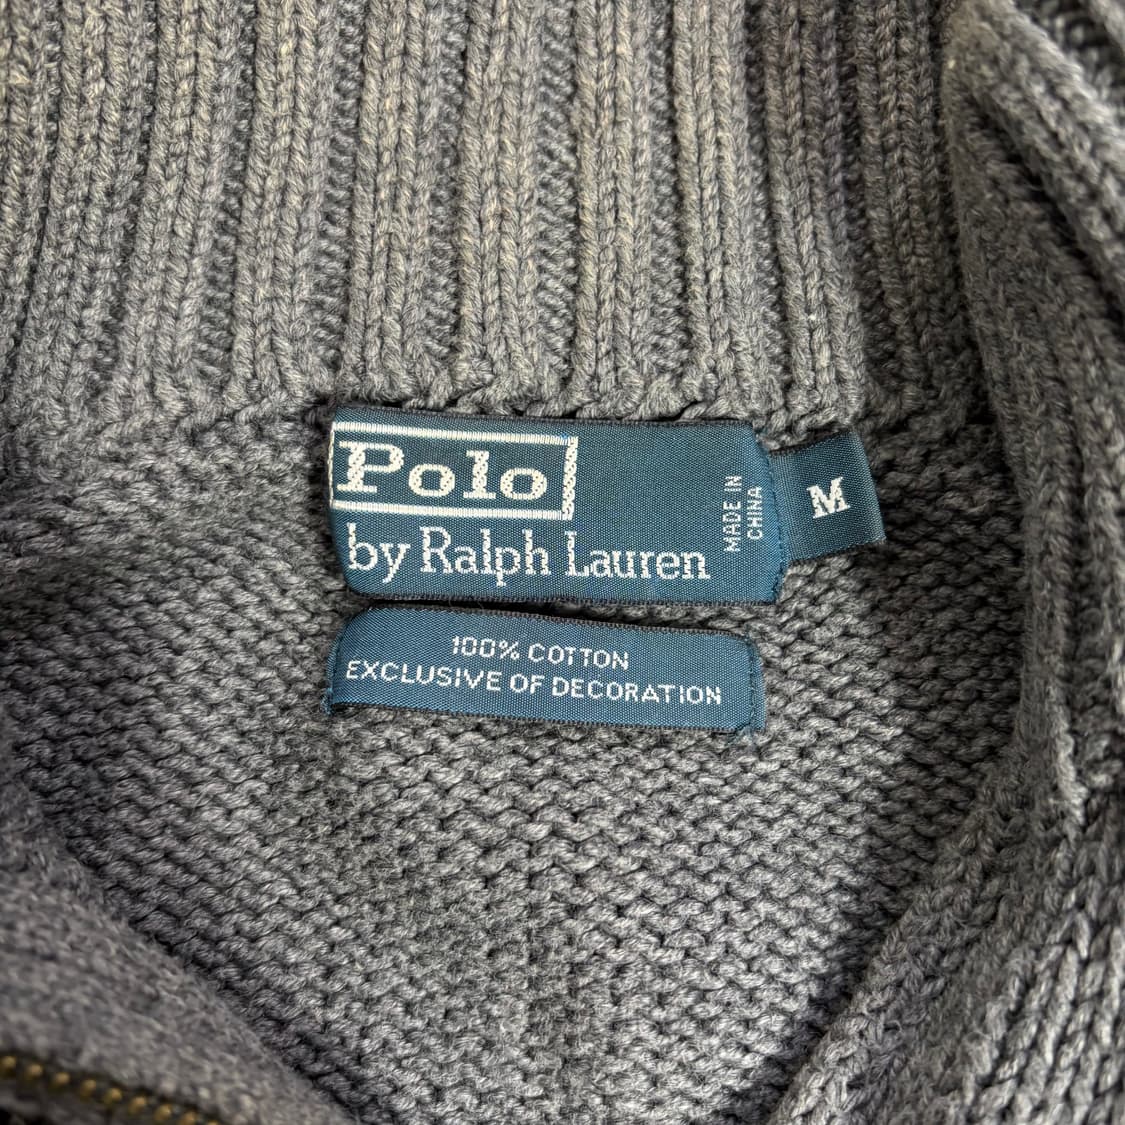 Polo
by Ralph Lauren
MADE IN
CHINA
M
100% COTTON
EXCLUSIVE OF DECORATION